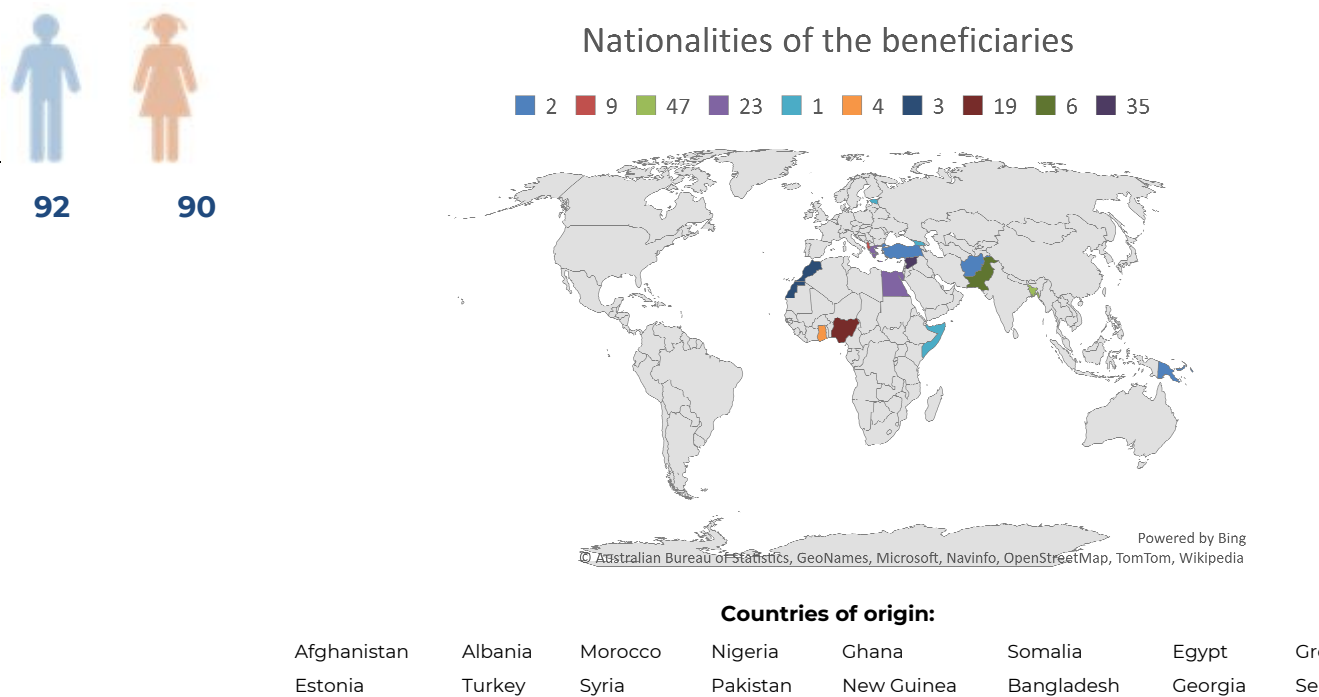 Nationalities of the beneficiaries
2 9 47 23 1 4 3 19 6 35
92 90
Powered by Bing
© Australian Bureau of Statistics, GeoNames, Microsoft, Navinfo, OpenStreetMap, TomTom, Wikipedia
Countries of origin:
Afghanistan Albania Morocco Nigeria Ghana Somalia Egypt
Estonia Turkey Syria Pakistan New Guinea Bangladesh Georgia